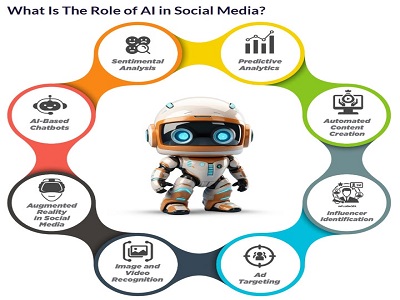 What Is The Role of AI in Social Media?
Sentimental
Analysis
Predictive
Analytics
AI-Based
Chatbots
Automated
Content
Creation
Augmented
Reality
in Social
Media
Influencer
Identification
Image and
Video
Recognition
Ad
Targeting